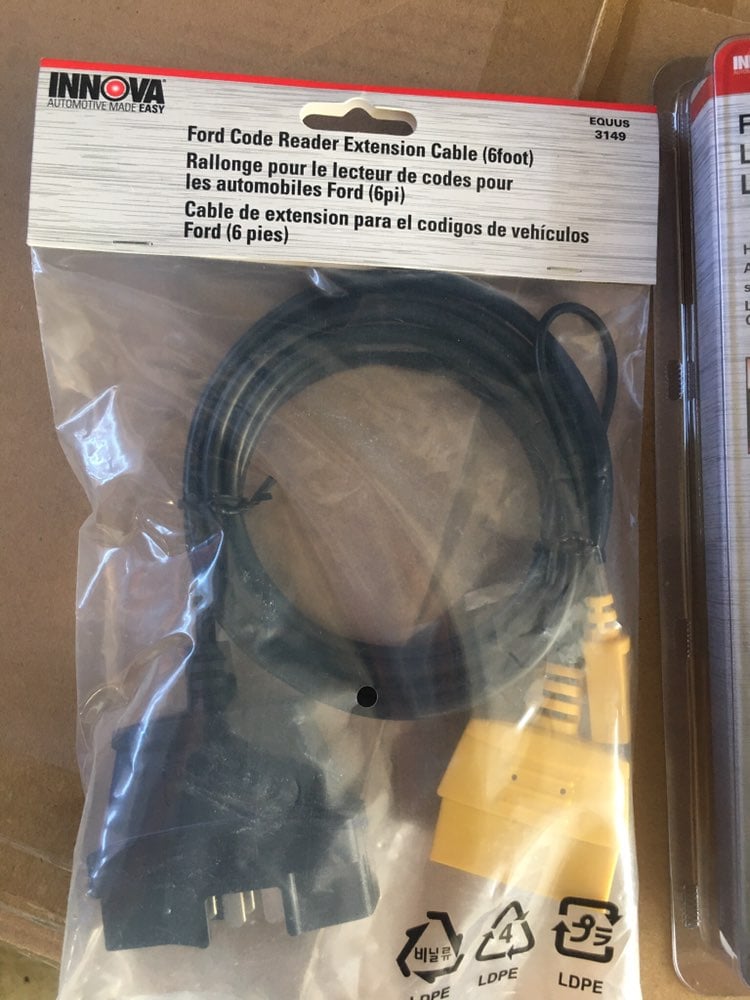 INNOVA
AUTOMOTIVE MADE EASY
EQUUS
3149
Ford Code Reader Extension Cable (6foot)
Rallonge pour le lecteur de codes pour
les automobiles Ford (6pi)
Cable de extension para el codigos de vehículos
Ford (6 pies)
비닐류
LDPE
4
LDPE
プラ
LDPE